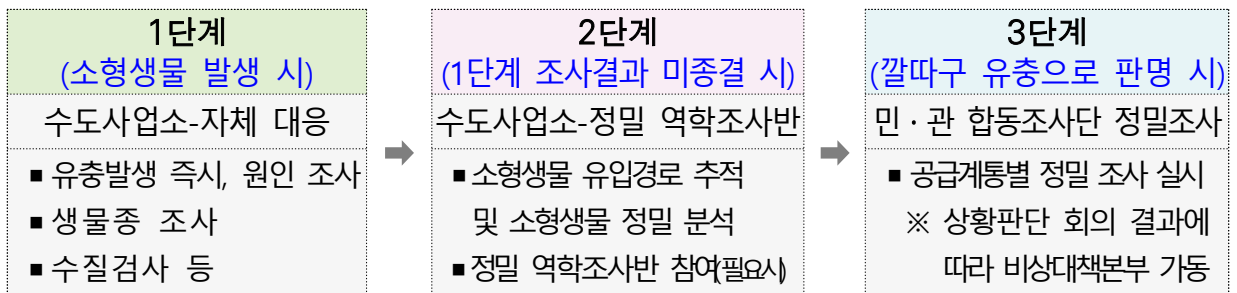 1단계
(소형생물 발생 시)
수도사업소-자체 대응
▪ 유충발생 즉시, 원인 조사
▪ 생물종 조사
▪ 수질검사 등
2단계
(1단계 조사결과 미종결 시)
수도사업소-정밀 역학조사반
▪ 소형생물 유입경로 추적
및 소형생물 정밀 분석
▪ 정밀 역학조사반 참여(필요시)
3단계
(깔따구 유충으로 판명 시)
민·관 합동조사단 정밀조사
▪ 공급계통별 정밀 조사 실시
※ 상황판단 회의 결과에
따라 비상대책본부 가동